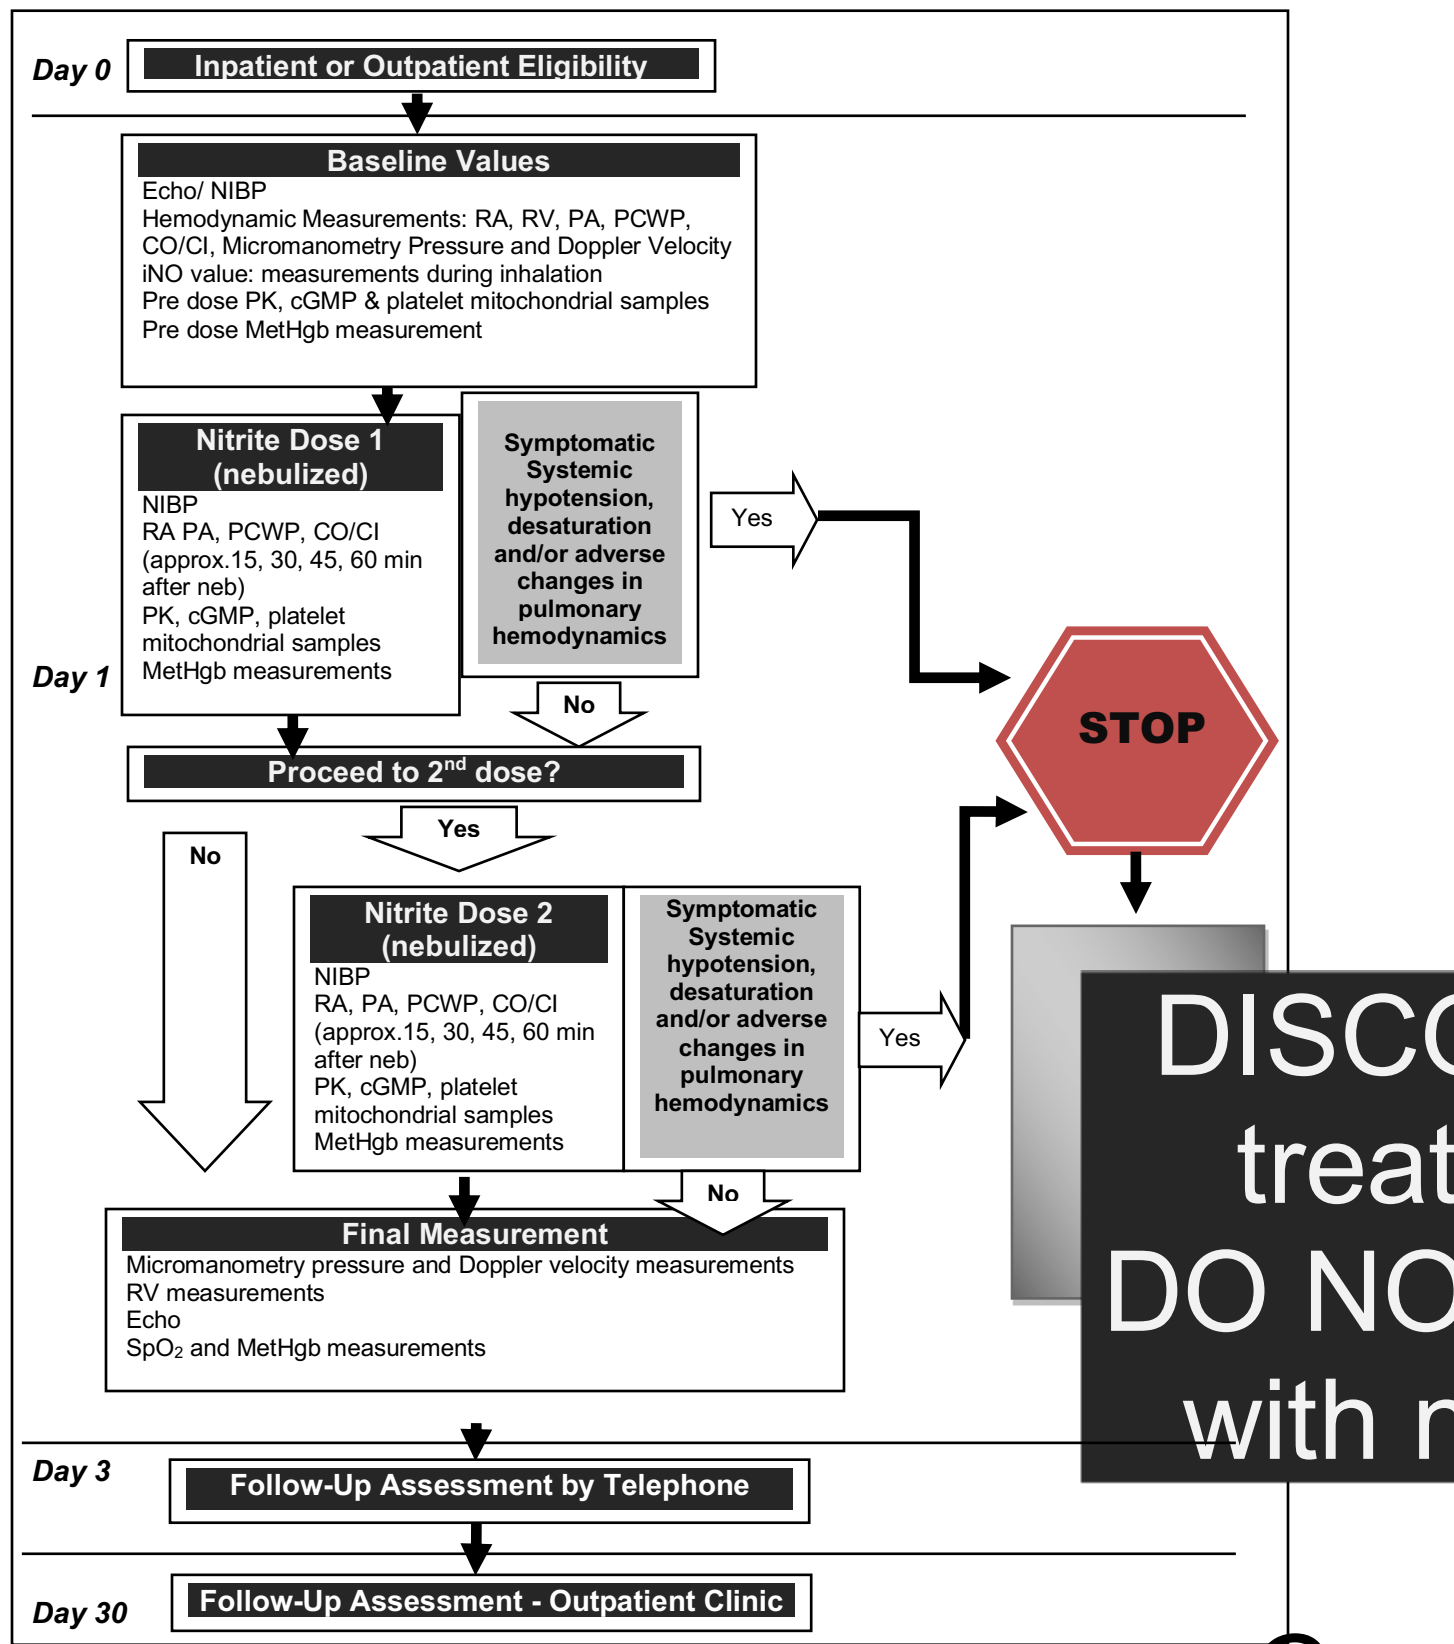 Day 0
Inpatient or Outpatient Eligibility
Baseline Values
Echo/ NIBP
Hemodynamic Measurements: RA, RV, PA, PCWP,
CO/CI, Micromanometry Pressure and Doppler Velocity
iNO value: measurements during inhalation
Pre dose PK, cGMP & platelet mitochondrial samples
Pre dose MetHgb measurement
Day 1
Nitrite Dose 1
(nebulized)
NIBP
RA PA, PCWP, CO/CI
(approx.15, 30, 45, 60 min
after neb)
PK, cGMP, platelet
mitochondrial samples
MetHgb measurements
Symptomatic
Systemic
hypotension,
desaturation
and/or adverse
changes in
pulmonary
hemodynamics
Yes
No
STOP
Proceed to 2nd dose?
Yes
No
Nitrite Dose 2
(nebulized)
NIBP
RA, PA, PCWP, CO/CI
(approx.15, 30, 45, 60 min
after neb)
PK, cGMP, platelet
mitochondrial samples
MetHgb measurements
Symptomatic
Systemic
hypotension,
desaturation
and/or adverse
changes in
pulmonary
hemodynamics
Yes
No
DISCO
treat
DO NO
with n
Final Measurement
Micromanometry pressure and Doppler velocity measurements
RV measurements
Echo
SpO₂ and MetHgb measurements
Day 3
Follow-Up Assessment by Telephone
Day 30
Follow-Up Assessment - Outpatient Clinic